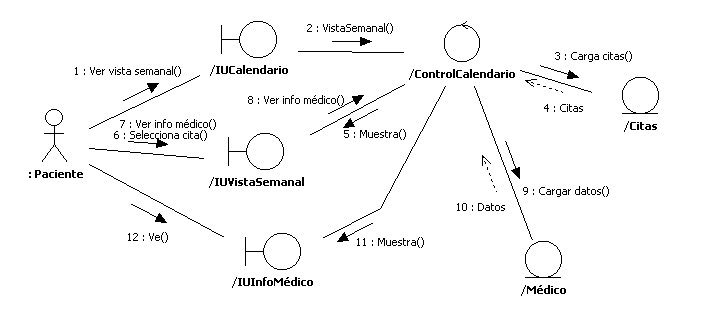 2 : VistaSemanal()
3 : Carga citas()
/IUCalendario
/ControlCalendario
1 : Ver vista semanal()
8 : Ver info médico()
4 : Citas
/Citas
7 : Ver info médico()
6 : Selecciona cita()
5 : Muestra()
: Paciente
/IUVistaSemanal
9 : Cargar datos()
10 : Datos
12 : Ve()
11 : Muestra()
/IUInfoMédico
/Médico